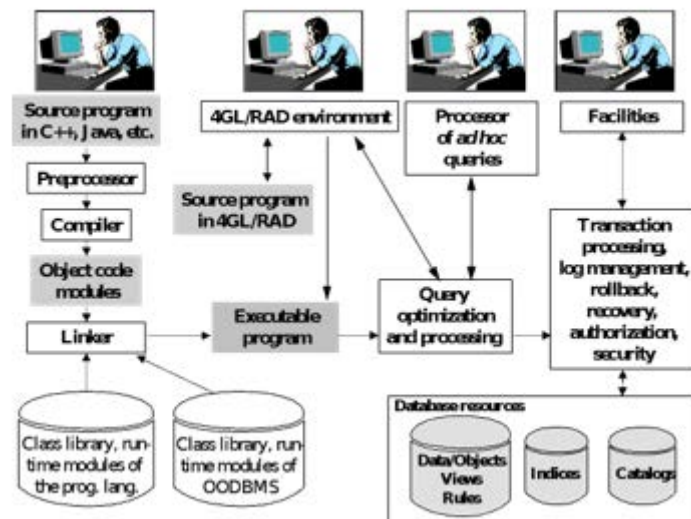 Source program
in C++, Java, etc.
4GL/RAD environment
Processor
of ad hoc
queries
Facilities
Preprocessor
Source program
in 4GL/RAD
Compiler
Transaction
processing,
log management,
rollback,
recovery,
authorization,
security
Object code
modules
Linker
Executable
program
Query
optimization
and processing
Class library, run-
time modules of
the prog. lang.
Class library, run-
time modules of
OODBMS
Database resources
Data/Objects
Views
Rules
Indices
Catalogs